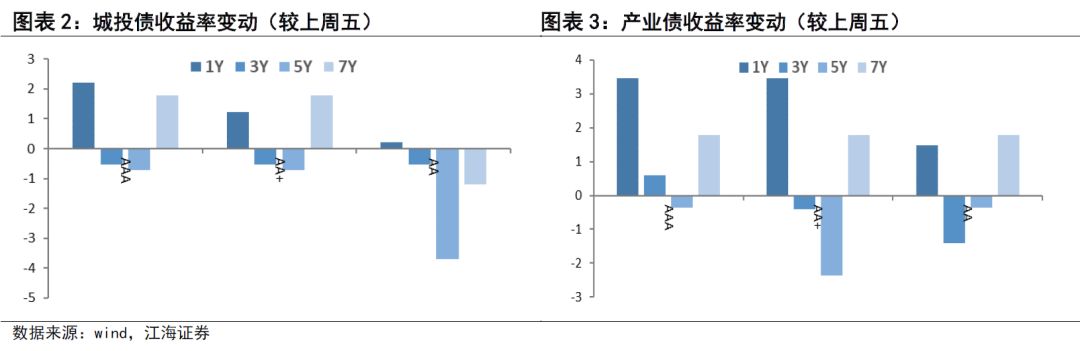 图表 2：城投债收益率变动（较上周五）
1Y 3Y 5Y 7Y
3
2
1
0
-1
-2
-3
-4
-5
AAA
AA+
AA
图表 3：产业债收益率变动（较上周五）
1Y 3Y 5Y 7Y
4
3
2
1
0
-1
-2
-3
AAA
AA+
AA
数据来源：wind，江海证券